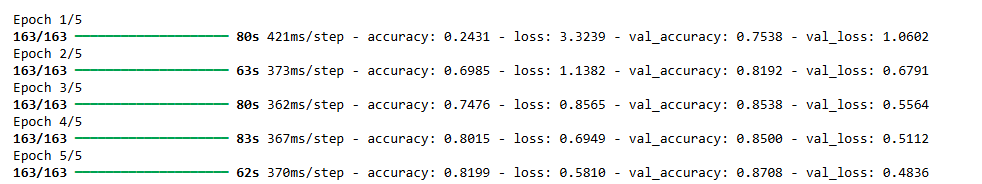 Epoch 1/5
163/163 ━━━━━━━━━━━━━━━━━━━━ 80s 421ms/step - accuracy: 0.2431 - loss: 3.3239 - val_accuracy: 0.7538 - val_loss: 1.0602
Epoch 2/5
163/163 ━━━━━━━━━━━━━━━━━━━━ 63s 373ms/step - accuracy: 0.6985 - loss: 1.1382 - val_accuracy: 0.8192 - val_loss: 0.6791
Epoch 3/5
163/163 ━━━━━━━━━━━━━━━━━━━━ 80s 362ms/step - accuracy: 0.7476 - loss: 0.8565 - val_accuracy: 0.8538 - val_loss: 0.5564
Epoch 4/5
163/163 ━━━━━━━━━━━━━━━━━━━━ 83s 367ms/step - accuracy: 0.8015 - loss: 0.6949 - val_accuracy: 0.8500 - val_loss: 0.5112
Epoch 5/5
163/163 ━━━━━━━━━━━━━━━━━━━━ 62s 370ms/step - accuracy: 0.8199 - loss: 0.5810 - val_accuracy: 0.8708 - val_loss: 0.4836